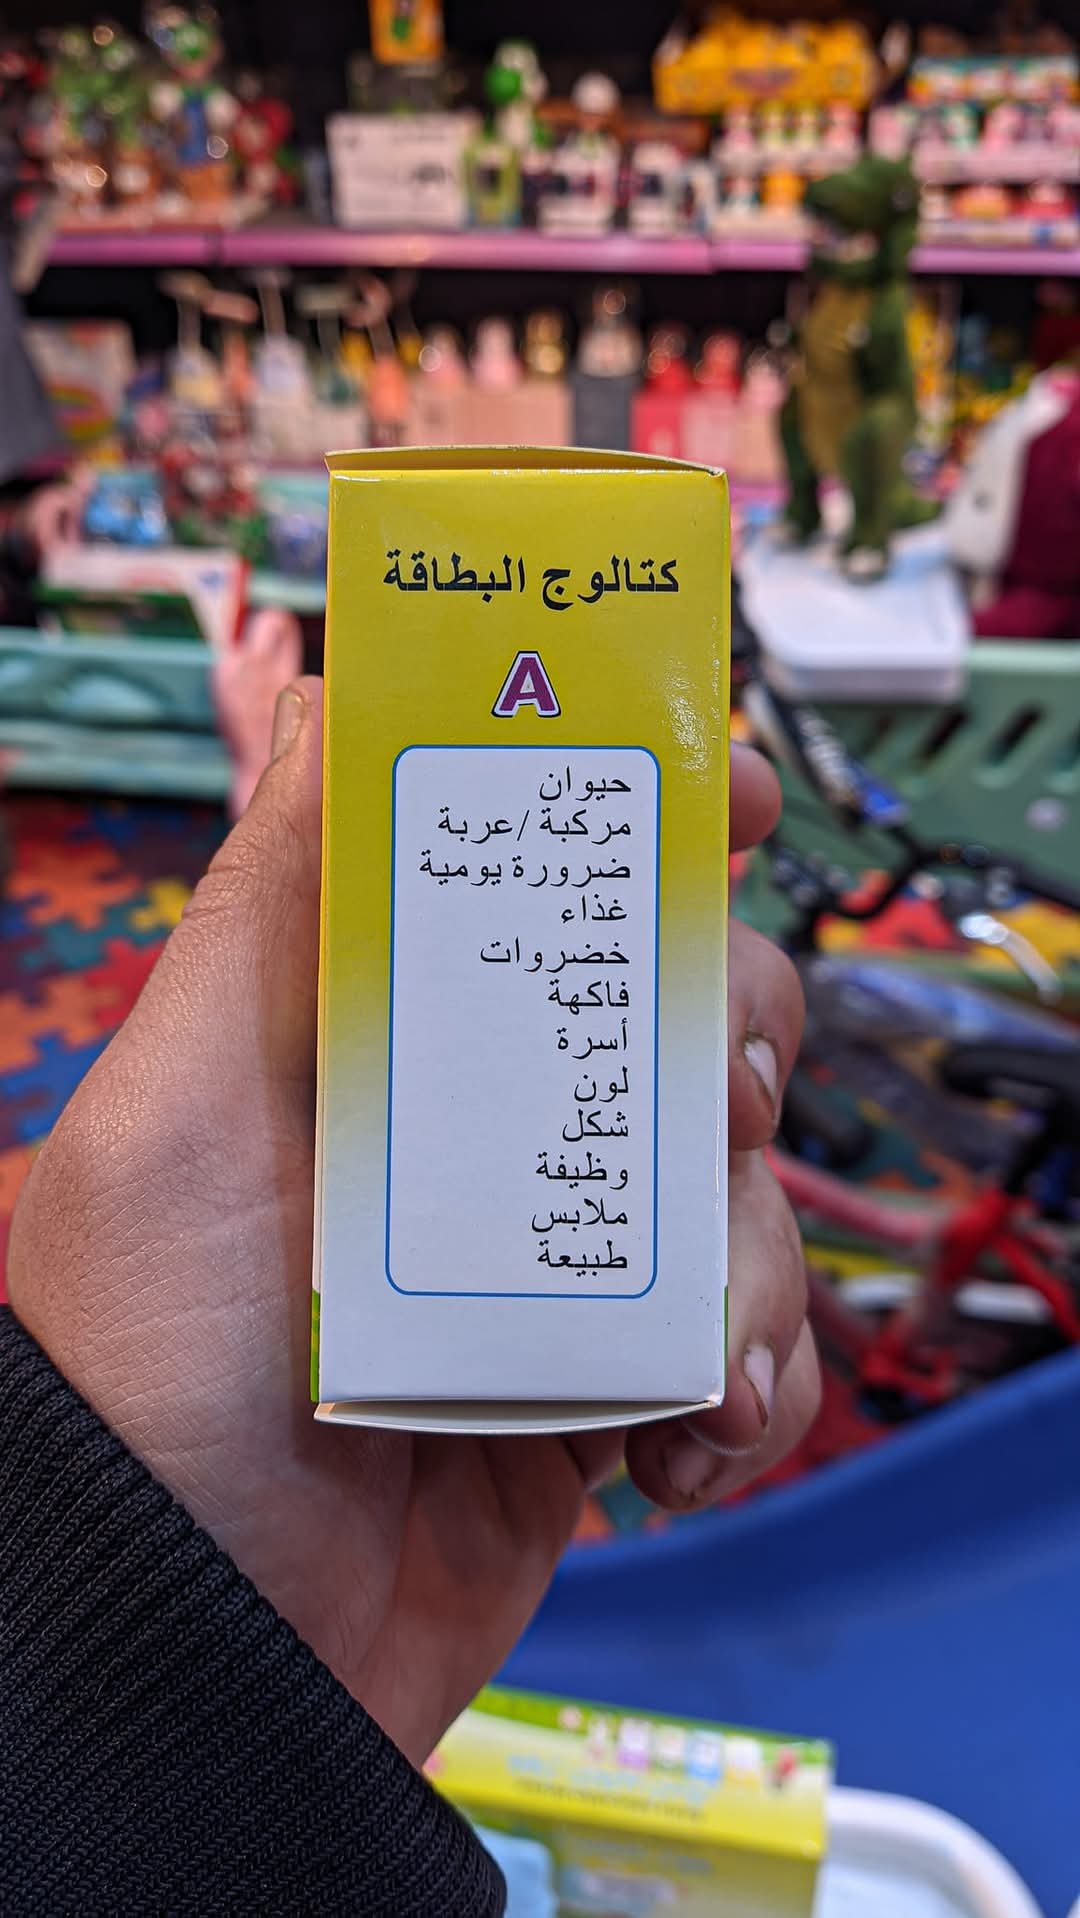 كتالوج البطاقة
A
حيوان
مركبة /عربة
ضرورة يومية
غذاء
خضروات
فاكهة
أسرة
لون
شكل
وظيفة
ملابس
طبيعة